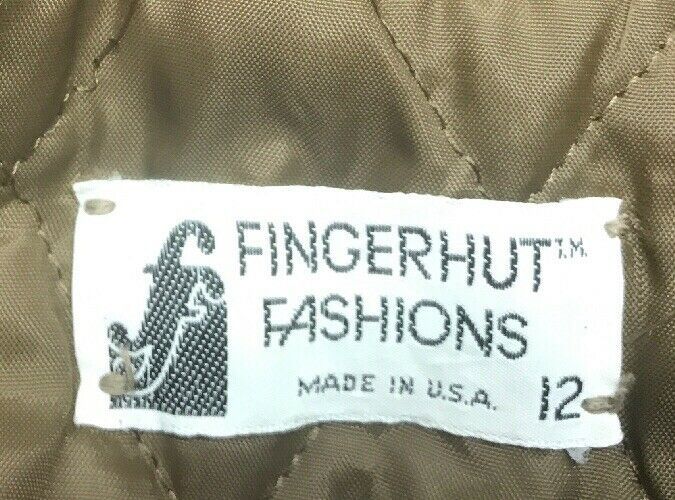 f
FINGERHUT T.M.
FASHIONS
MADE IN U.S.A. 12